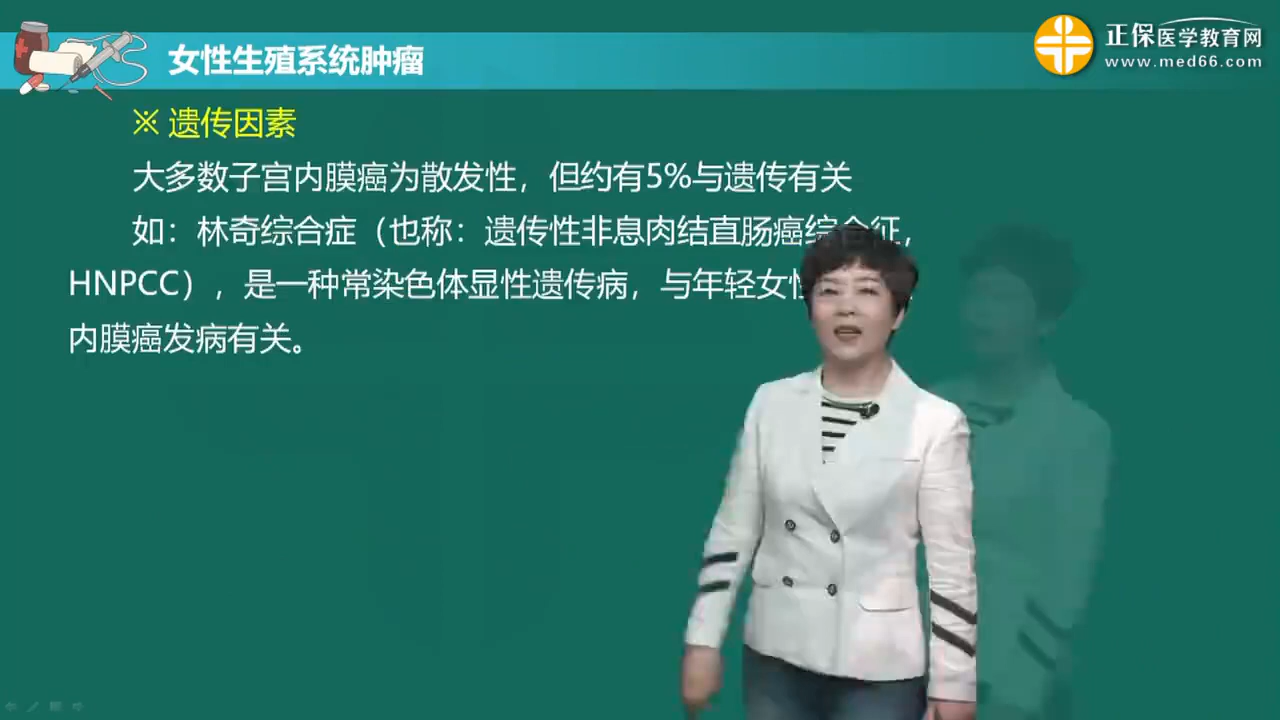 女性生殖系统肿瘤
正保医学教育网
www.med66.com
※ 遗传因素
大多数子宫内膜癌为散发性，但约有5%与遗传有关
如：林奇综合症（也称：遗传性非息肉结直肠癌综合征，
HNPCC），是一种常染色体显性遗传病，与年轻女性
内膜癌发病有关。